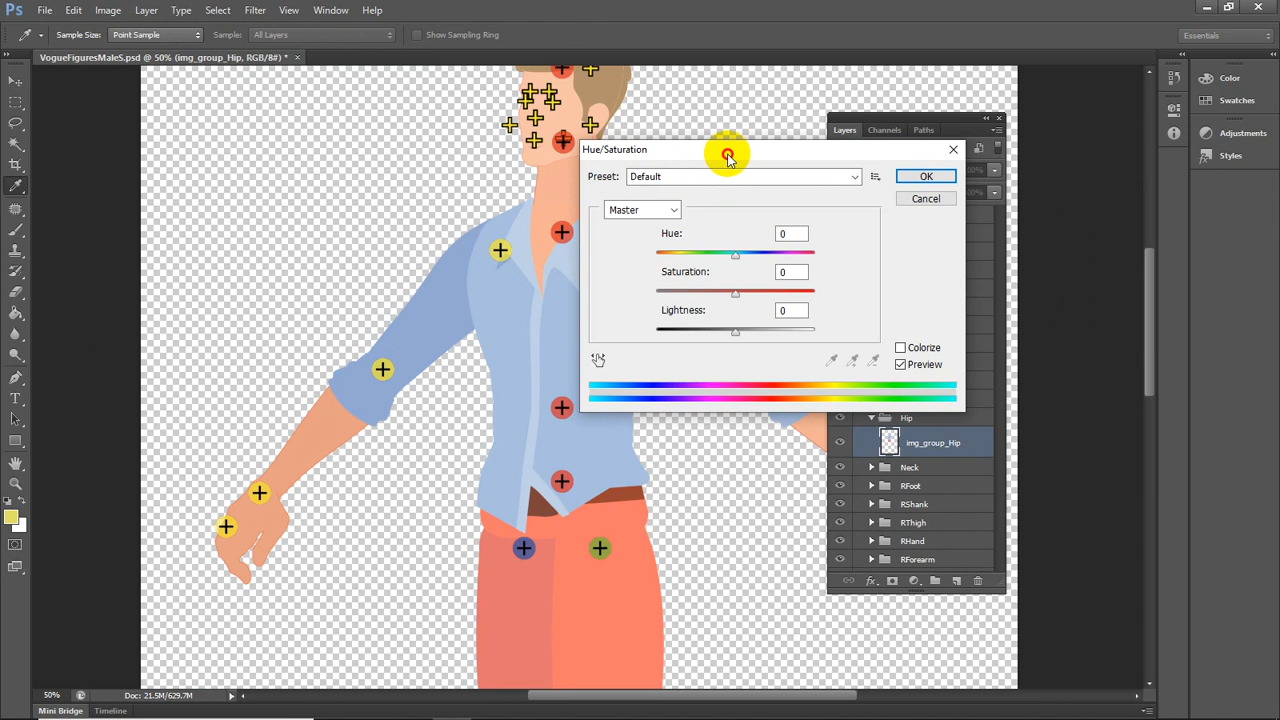 Ps File Edit Image Layer Type Select Filter View Window Help
Sample Size: Point Sample Sample: All Layers Show Sampling Ring Essentials
VogueFiguresMaleS.psd @ 50% (img_group_Hip, RGB/8#) * ×
Color
Swatches
Adjustments
Styles
Layers Channels Paths
Hue/Saturation
Preset: Default OK
Cancel
Master
Hue: 0
Saturation: 0
Lightness: 0
Colorize
Preview
Hip
img_group_Hip
Neck
RFoot
RShank
RThigh
RHand
RForearm
50% Doc: 21.5M/629.7M
Mini Bridge Timeline